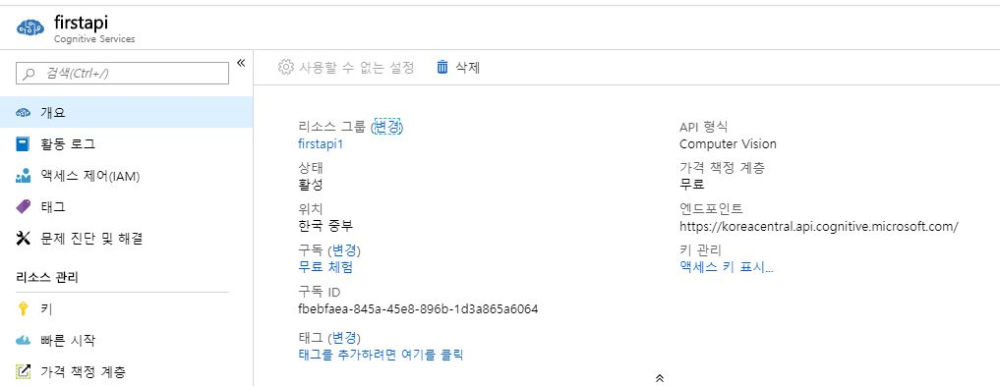 firstapi
Cognitive Services
검색(Ctrl+/)
«
개요
활동 로그
액세스 제어(IAM)
태그
문제 진단 및 해결
리소스 관리
키
빠른 시작
가격 책정 계층
사용할 수 없는 설정 삭제
리소스 그룹 (변경)
firstapi1
상태
활성
위치
한국 중부
구독 (변경)
무료 체험
구독 ID
fbebfaea-845a-45e8-896b-1d3a865a6064
태그 (변경)
태그를 추가하려면 여기를 클릭
API 형식
Computer Vision
가격 책정 계층
무료
엔드포인트
https://koreacentral.api.cognitive.microsoft.com/
키 관리
액세스 키 표시...